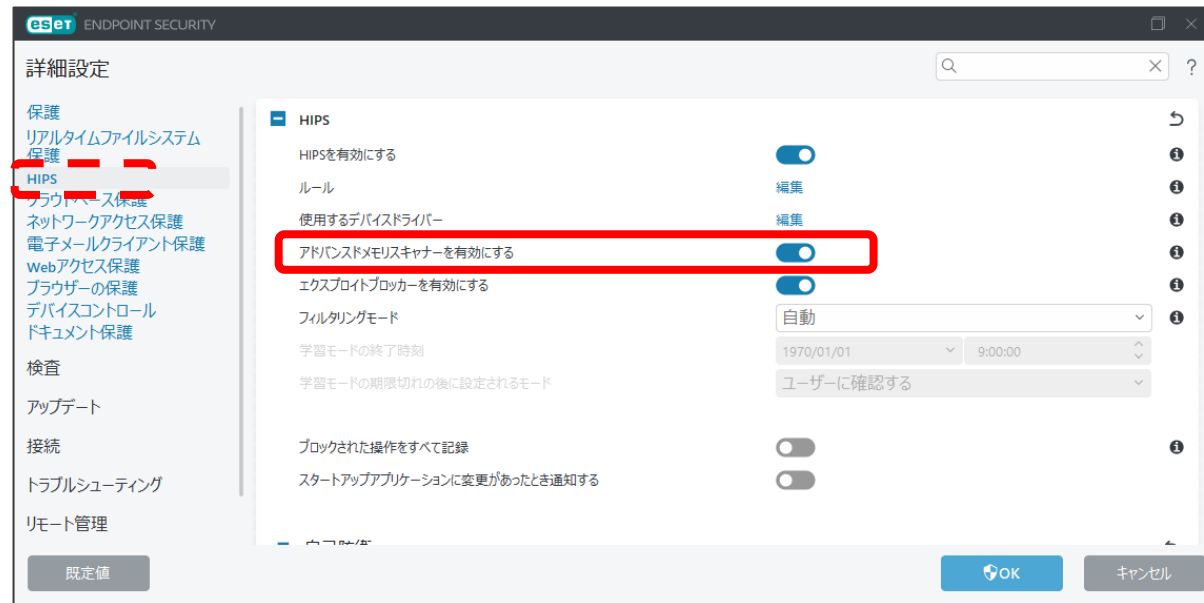 eset ENDPOINT SECURITY
詳細設定
?
保護
リアルタイムファイルシステム
保護
HIPS
クラウドベース保護
ネットワークアクセス保護
電子メールクライアント保護
Webアクセス保護
ブラウザーの保護
デバイスコントロール
ドキュメント保護
検査
アップデート
接続
トラブルシューティング
リモート管理
HIPS
HIPSを有効にする
ルール 編集
使用するデバイスドライバー 編集
アドバンスドメモリスキャナーを有効にする
エクスプロイトブロッカーを有効にする
フィルタリングモード 自動
学習モードの終了時刻 1970/01/01 9:00:00
学習モードの期限切れの後に設定されるモード ユーザーに確認する
ブロックされた操作をすべて記録
スタートアップアプリケーションに変更があったとき通知する
自己防衛
既定値 OK キャンセル